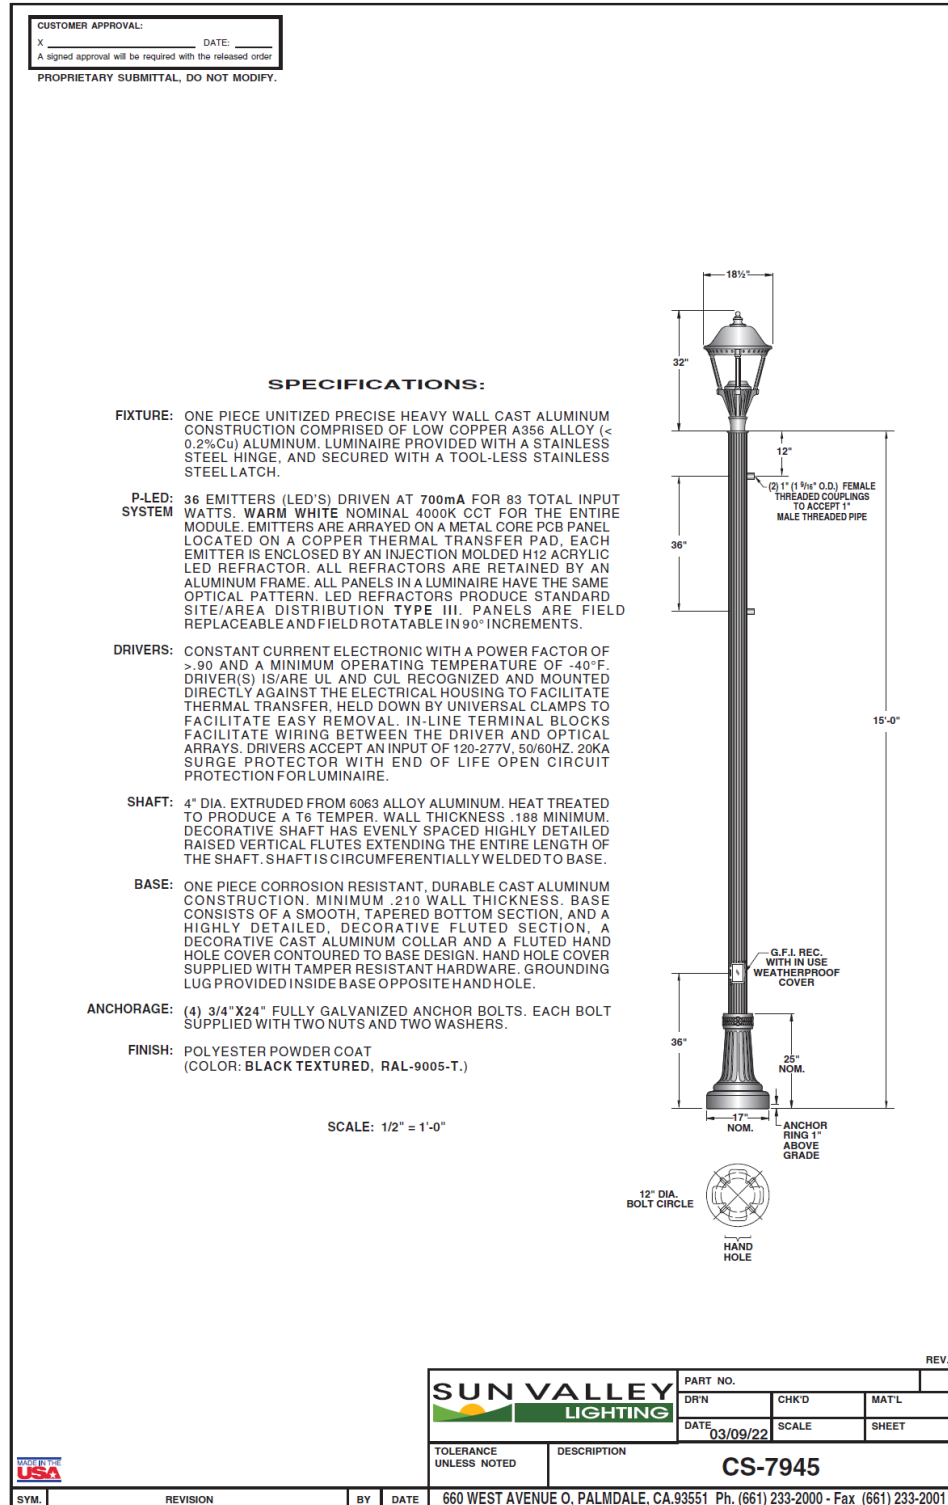 CUSTOMER APPROVAL:
X ____________ DATE: ______
A signed approval will be required with the released order
PROPRIETARY SUBMITTAL, DO NOT MODIFY.
SPECIFICATIONS:
FIXTURE: ONE PIECE UNITIZED PRECISE HEAVY WALL CAST ALUMINUM
CONSTRUCTION COMPRISED OF LOW COPPER A356 ALLOY (<
0.2%Cu) ALUMINUM. LUMINAIRE PROVIDED WITH A STAINLESS
STEEL HINGE, AND SECURED WITH A TOOL-LESS STAINLESS
STEEL LATCH.
P-LED: 36 EMITTERS (LED'S) DRIVEN AT 700mA FOR 83 TOTAL INPUT
SYSTEM WATTS. WARM WHITE NOMINAL 4000K CCT FOR THE ENTIRE
MODULE. EMITTERS ARE ARRAYED ON A METAL CORE PCB PANEL
LOCATED ON A COPPER THERMAL TRANSFER PAD, EACH
EMITTER IS ENCLOSED BY AN INJECTION MOLDED H12 ACRYLIC
LED REFRACTOR. ALL REFRACTORS ARE RETAINED BY AN
ALUMINUM FRAME. ALL PANELS IN A LUMINAIRE HAVE THE SAME
OPTICAL PATTERN. LED REFRACTORS PRODUCE STANDARD
SITE/AREA DISTRIBUTION TYPE III. PANELS ARE FIELD
REPLACEABLE AND FIELD ROTATABLE IN 90° INCREMENTS.
DRIVERS: CONSTANT CURRENT ELECTRONIC WITH A POWER FACTOR OF
>.90 AND A MINIMUM OPERATING TEMPERATURE OF -40°F.
DRIVER(S) IS/ARE UL AND CUL RECOGNIZED AND MOUNTED
DIRECTLY AGAINST THE ELECTRICAL HOUSING TO FACILITATE
THERMAL TRANSFER, HELD DOWN BY UNIVERSAL CLAMPS TO
FACILITATE EASY REMOVAL. IN-LINE TERMINAL BLOCKS
FACILITATE WIRING BETWEEN THE DRIVER AND OPTICAL
ARRAYS. DRIVERS ACCEPT AN INPUT OF 120-277V, 50/60HZ. 20KA
SURGE PROTECTOR WITH END OF LIFE OPEN CIRCUIT
PROTECTION FOR LUMINAIRE.
SHAFT: 4" DIA. EXTRUDED FROM 6063 ALLOY ALUMINUM. HEAT TREATED
TO PRODUCE A T6 TEMPER. WALL THICKNESS .188 MINIMUM.
DECORATIVE SHAFT HAS EVENLY SPACED HIGHLY DETAILED
RAISED VERTICAL FLUTES EXTENDING THE ENTIRE LENGTH OF
THE SHAFT. SHAFT IS CIRCUMFERENTIALLY WELDED TO BASE.
BASE: ONE PIECE CORROSION RESISTANT, DURABLE CAST ALUMINUM
CONSTRUCTION. MINIMUM .210 WALL THICKNESS. BASE
CONSISTS OF A SMOOTH, TAPERED BOTTOM SECTION, AND A
HIGHLY DETAILED, DECORATIVE FLUTED SECTION, A
DECORATIVE CAST ALUMINUM COLLAR AND A FLUTED HAND
HOLE COVER CONTOURED TO BASE DESIGN. HAND HOLE COVER
SUPPLIED WITH TAMPER RESISTANT HARDWARE. GROUNDING
LUG PROVIDED INSIDE BASE OPPOSITE HAND HOLE.
ANCHORAGE: (4) 3/4"X24" FULLY GALVANIZED ANCHOR BOLTS. EACH BOLT
SUPPLIED WITH TWO NUTS AND TWO WASHERS.
FINISH: POLYESTER POWDER COAT
(COLOR: BLACK TEXTURED, RAL-9005-T.)
SCALE: 1/2" = 1'-0"
18½"
32"
12"
(2) 1" (1 9/16" O.D.) FEMALE
THREADED COUPLINGS
TO ACCEPT 1"
MALE THREADED PIPE
36"
15'-0"
G.F.I. REC.
WITH IN USE
WEATHERPROOF
COVER
36"
25"
NOM.
17"
NOM.
ANCHOR
RING 1"
ABOVE
GRADE
12" DIA.
BOLT CIRCLE
HAND
HOLE
REV.
SUN VALLEY
LIGHTING
PART NO.
DR'N CHK'D MAT'L
DATE 03/09/22 SCALE SHEET
TOLERANCE
UNLESS NOTED
DESCRIPTION
CS-7945
MADE IN THE
USA
SYM. REVISION BY DATE
660 WEST AVENUE O, PALMDALE, CA.93551 Ph. (661) 233-2000 - Fax (661) 233-2001